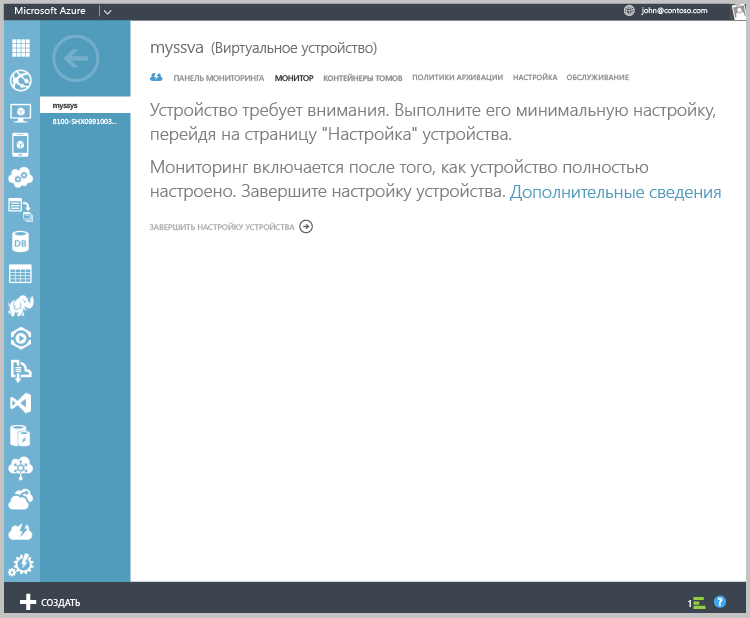 Microsoft Azure
john@contoso.com
myssva (Виртуальное устройство)
ПАНЕЛЬ МОНИТОРИНГА МОНИТОР КОНТЕЙНЕРЫ ТОМОВ ПОЛИТИКИ АРХИВАЦИИ НАСТРОЙКА ОБСЛУЖИВАНИЕ
myssys
8100-SHX0991003...
Устройство требует внимания. Выполните его минимальную настройку,
перейдя на страницу "Настройка" устройства.
Мониторинг включается после того, как устройство полностью
настроено. Завершите настройку устройства. Дополнительные сведения
ЗАВЕРШИТЬ НАСТРОЙКУ УСТРОЙСТВА
DB
СОЗДАТЬ
1
?